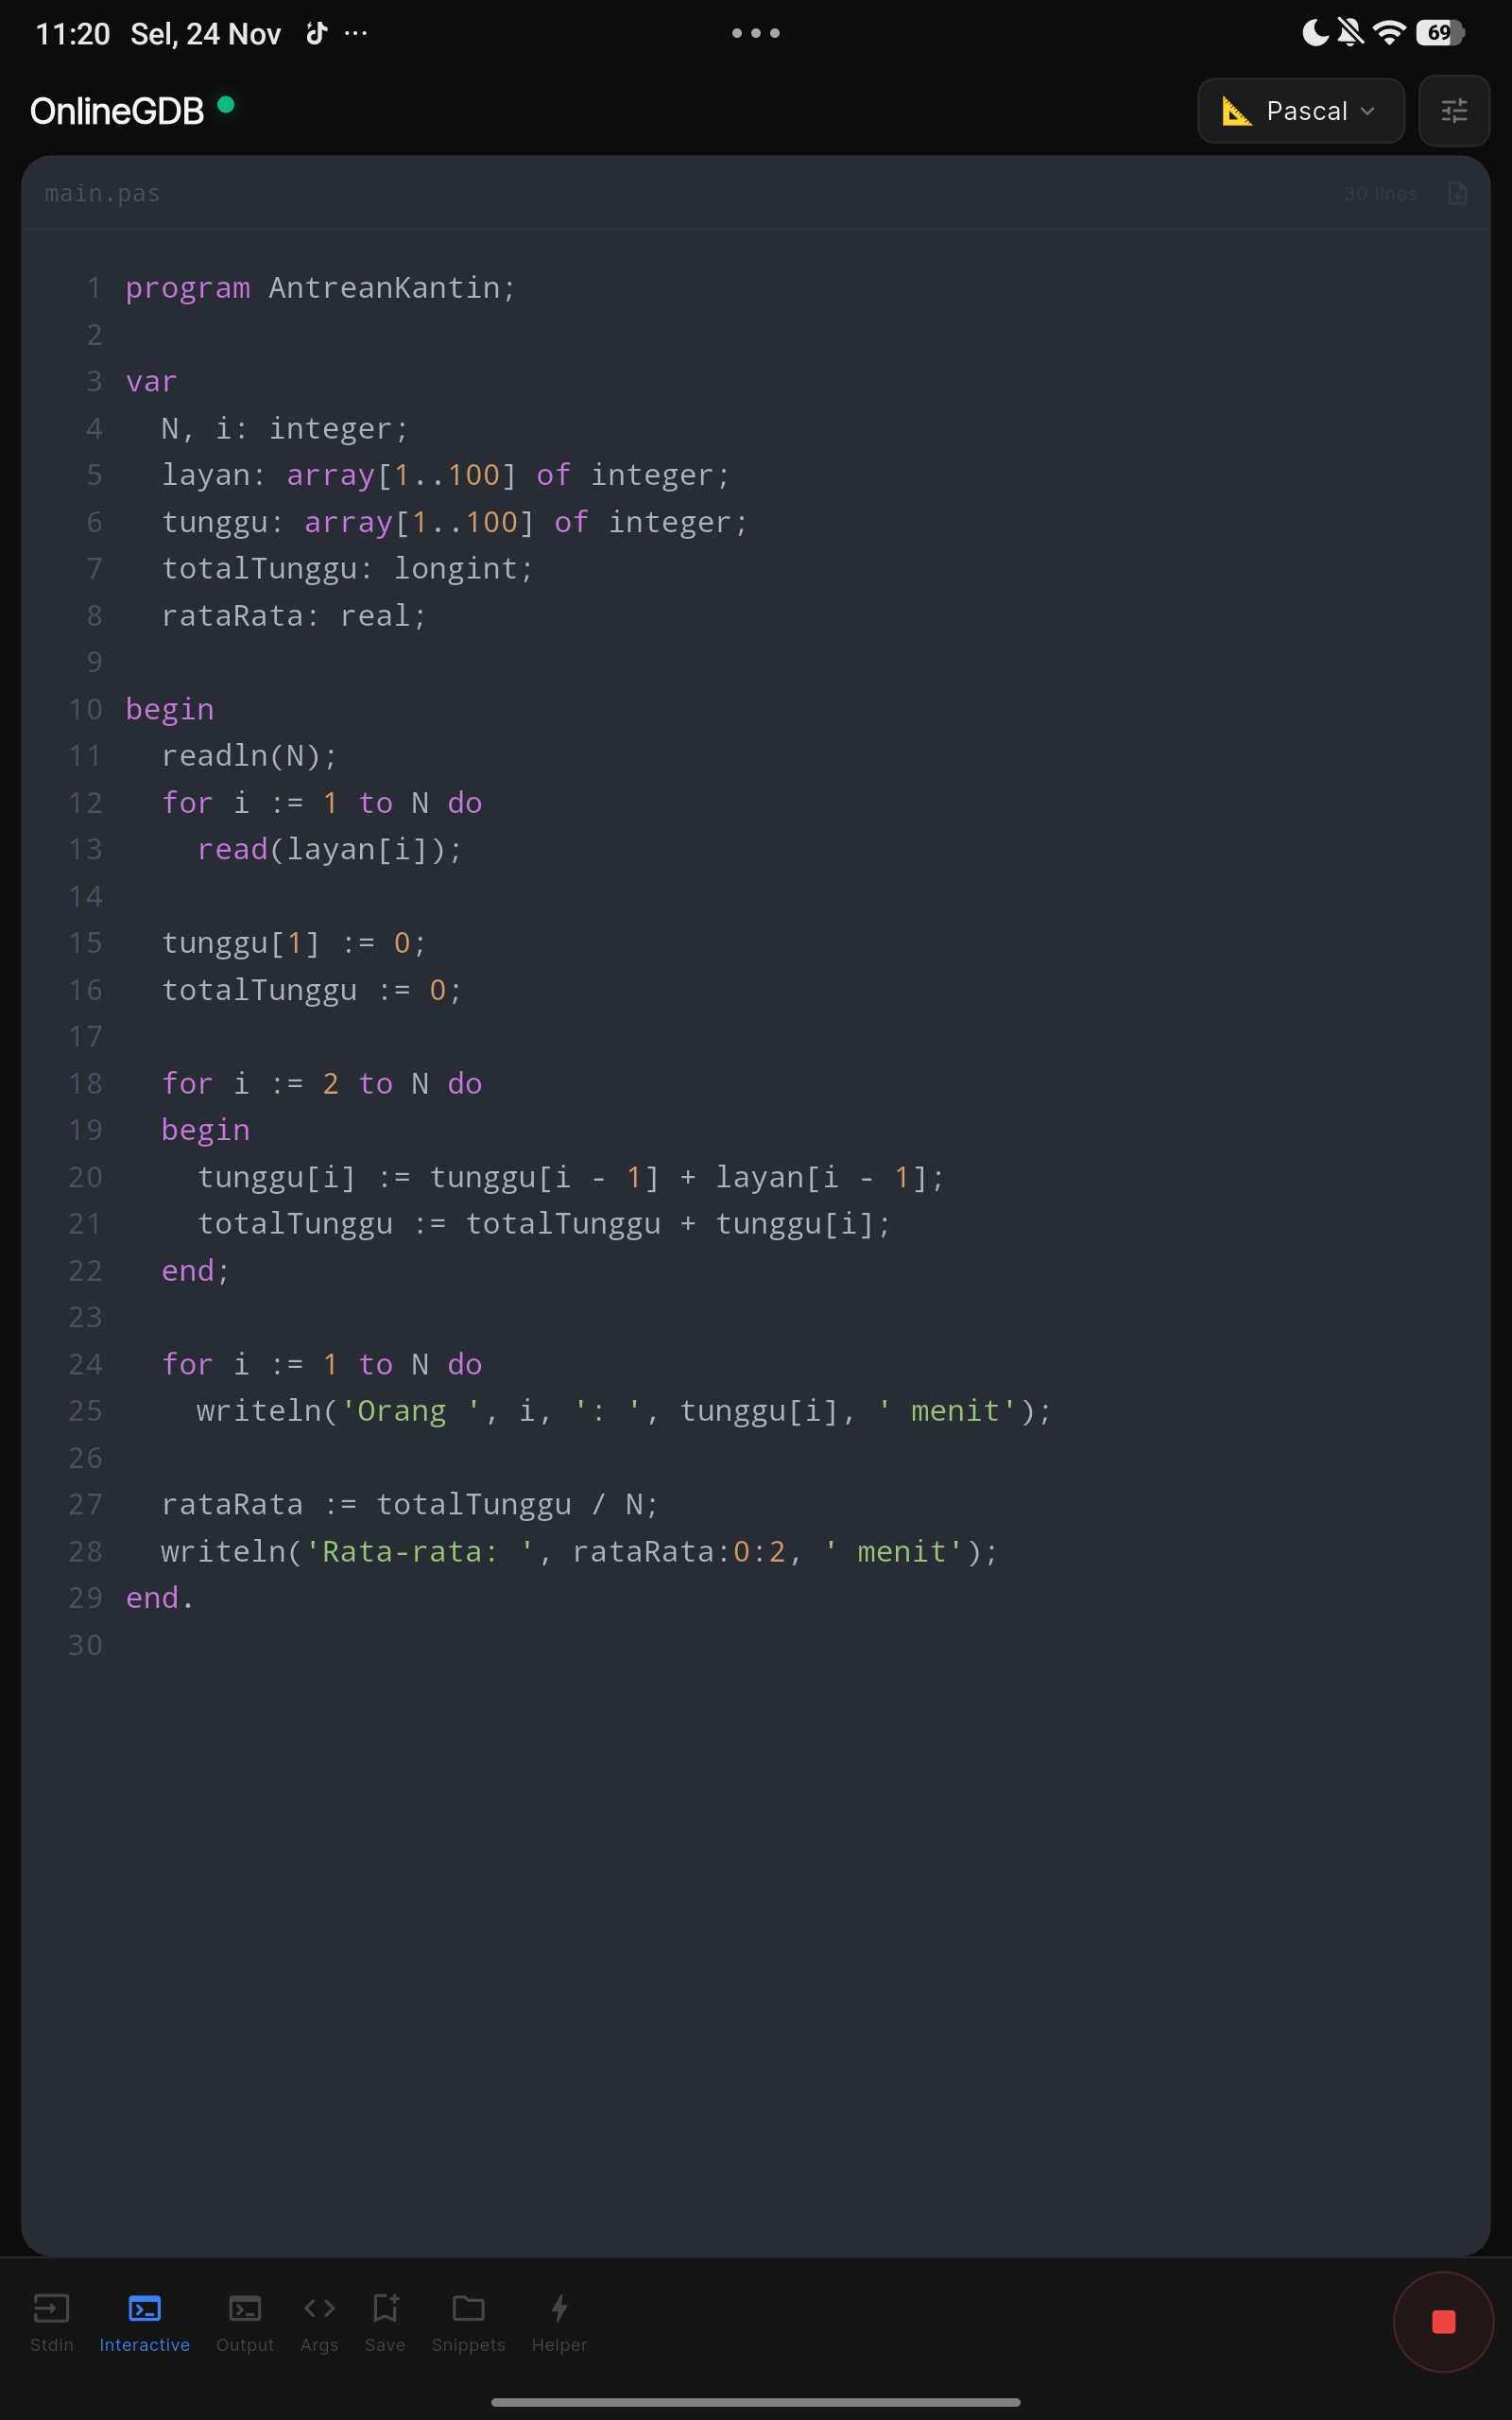 11:20 Sel, 24 Nov ··· 69
OnlineGDB Pascal
main.pas 30 lines
1 program AntreanKantin;
2
3 var
4   N, i: integer;
5   layan: array[1..100] of integer;
6   tunggu: array[1..100] of integer;
7   totalTunggu: longint;
8   rataRata: real;
9
10 begin
11   readln(N);
12   for i := 1 to N do
13     read(layan[i]);
14
15   tunggu[1] := 0;
16   totalTunggu := 0;
17
18   for i := 2 to N do
19   begin
20     tunggu[i] := tunggu[i - 1] + layan[i - 1];
21     totalTunggu := totalTunggu + tunggu[i];
22   end;
23
24   for i := 1 to N do
25     writeln('Orang ', i, ': ', tunggu[i], ' menit');
26
27   rataRata := totalTunggu / N;
28   writeln('Rata-rata: ', rataRata:0:2, ' menit');
29 end.
30
Stdin Interactive Output Args Save Snippets Helper